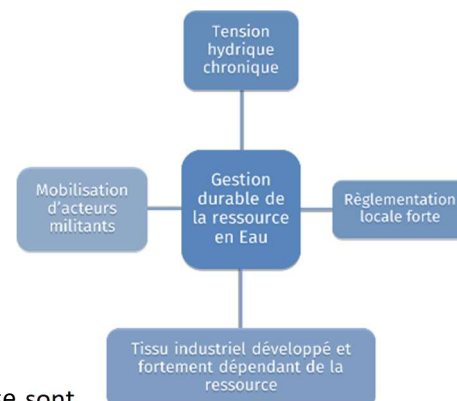 Tension
hydrique
chronique
Mobilisation
d'acteurs
militants
Gestion
durable de
la ressource
en Eau
Règlementation
locale forte
Tissu industriel développé et
fortement dépendant de la
ressource
sont